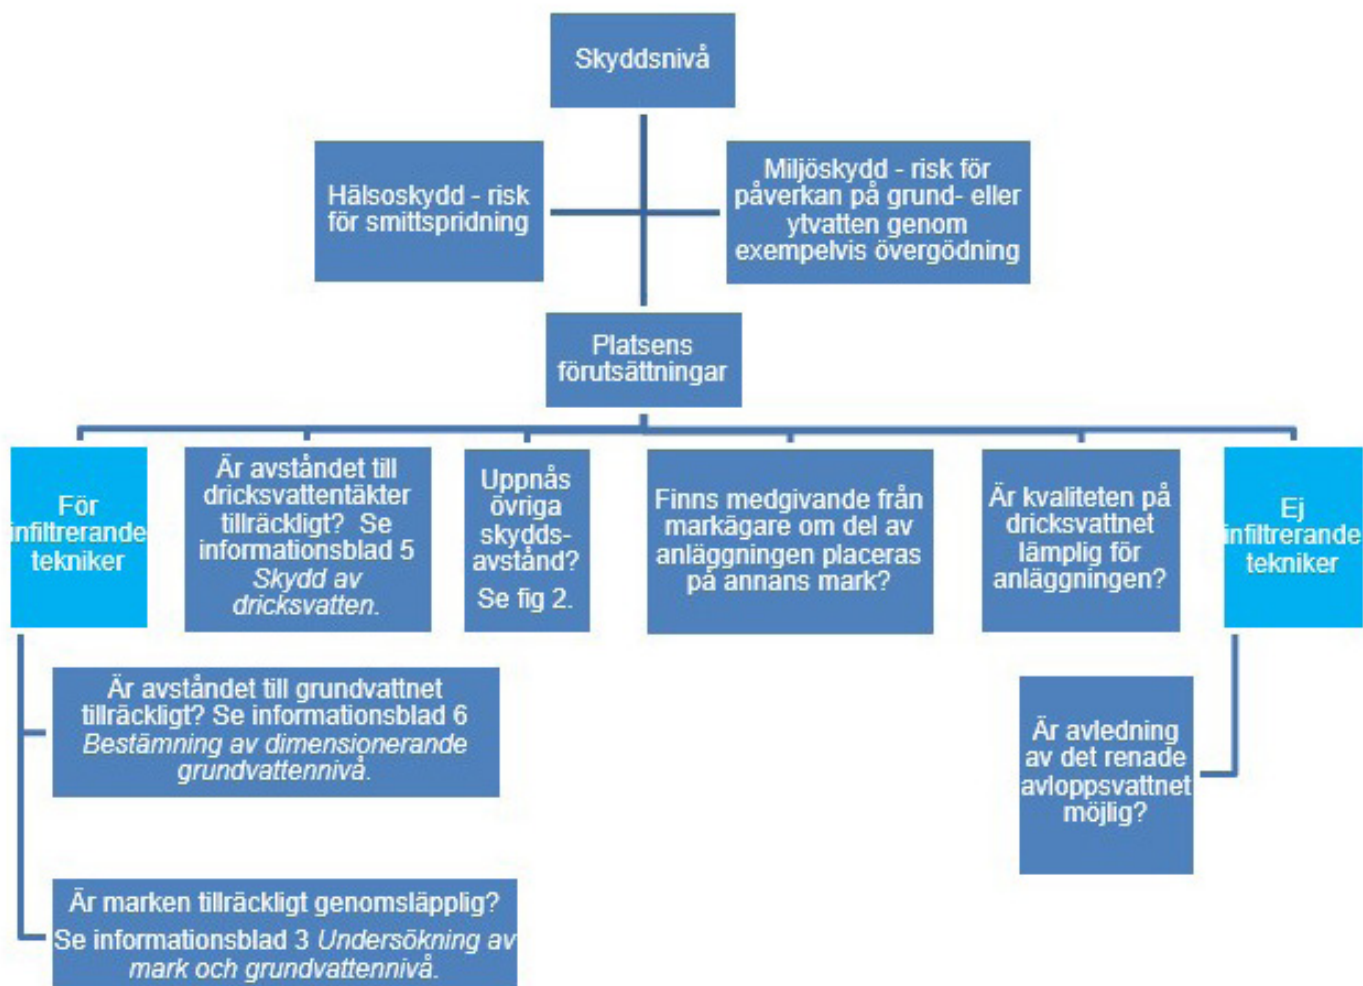 Skyddsnivå
Hälsoskydd - risk
för smittspridning
Miljöskydd - risk för
påverkan på grund- eller
ytvatten genom
exempelvis övergödning
Platsens
förutsättningar
För
infiltrerande
tekniker
Är avståndet till
dricksvattentäkter
tillräckligt? Se
informationsblad 5
Skydd av
dricksvatten.
Uppnås
övriga
skydds-
avstånd?
Se fig 2.
Finns medgivande från
markägare om del av
anläggningen placeras
på annans mark?
Är kvaliteten på
dricksvattnet
lämplig för
anläggningen?
Ej
infiltrerande
tekniker
Är avståndet till grundvattnet
tillräckligt? Se informationsblad 6
Bestämning av dimensionerande
grundvattennivå.
Är avledning
av det renade
avloppsvattnet
möjlig?
Är marken tillräckligt genomsläpplig?
Se informationsblad 3 Undersökning av
mark och grundvattennivå.